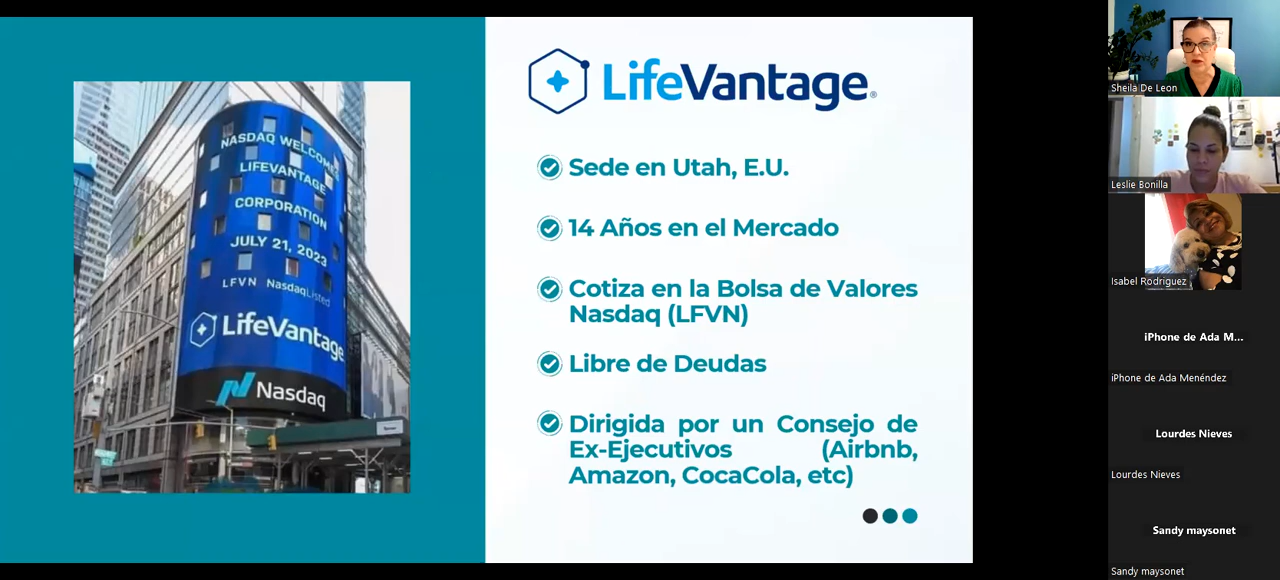 NASDAQ WELCOMES
LIFEVANTAGE
CORPORATION
JULY 21, 2023
LFVN NasdaqListed
LifeVantage
Nasdaq
LifeVantage®
Sede en Utah, E.U.
14 Años en el Mercado
Cotiza en la Bolsa de Valores
Nasdaq (LFVN)
Libre de Deudas
Dirigida por un Consejo de
Ex-Ejecutivos (Airbnb,
Amazon, CocaCola, etc)
Sheila De Leon
Leslie Bonilla
Isabel Rodriguez
iPhone de Ada M...
iPhone de Ada Menéndez
Lourdes Nieves
Lourdes Nieves
Sandy maysonet
Sandy maysonet